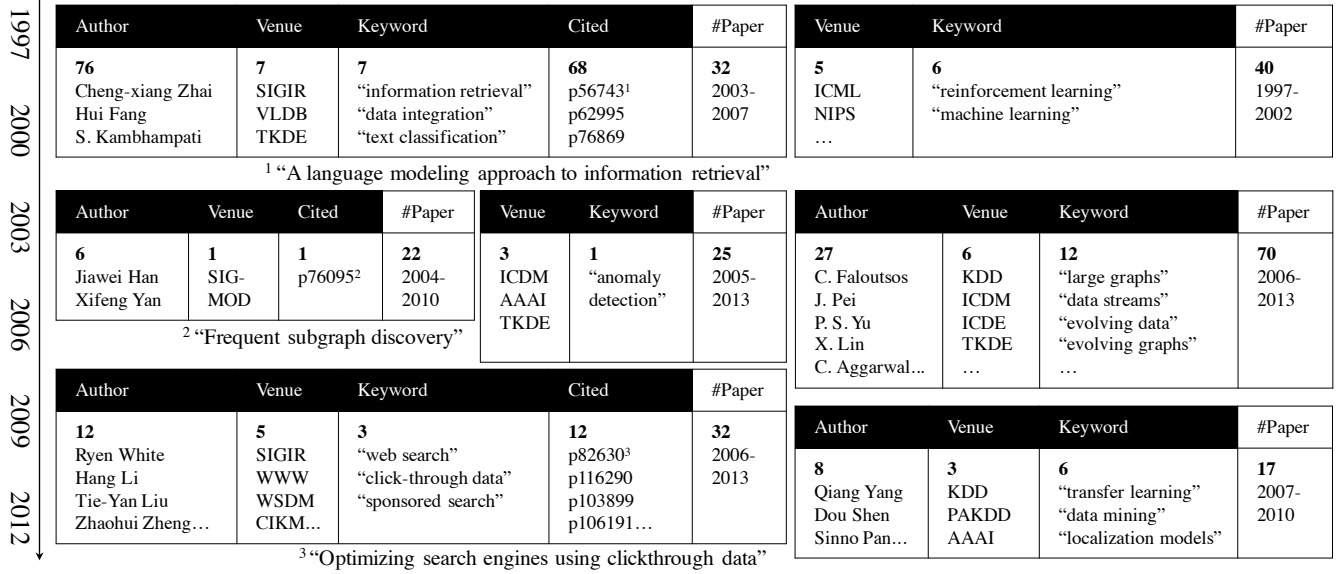 1997
2000
2003
2006
2009
2012
Author Venue Keyword Cited #Paper
76 7 7 68 32
Cheng-xiang Zhai SIGIR “information retrieval” p56743¹ 2003-
Hui Fang VLDB “data integration” p62995 2007
S. Kambhampati TKDE “text classification” p76869
¹ “A language modeling approach to information retrieval”
Venue Keyword #Paper
5 6 40
ICML “reinforcement learning” 1997-
NIPS “machine learning” 2002
…
Author Venue Cited #Paper
6 1 1 22
Jiawei Han SIG- p76095² 2004-
Xifeng Yan MOD 2010
² “Frequent subgraph discovery”
Venue Keyword #Paper
3 1 25
ICDM “anomaly 2005-
AAAI detection” 2013
TKDE
Author Venue Keyword #Paper
27 6 12 70
C. Faloutsos KDD “large graphs” 2006-
J. Pei ICDM “data streams” 2013
P. S. Yu ICDE “evolving data”
X. Lin TKDE “evolving graphs”
C. Aggarwal... … …
Author Venue Keyword Cited #Paper
12 5 3 12 32
Ryen White SIGIR “web search” p82630³ 2006-
Hang Li WWW “click-through data” p116290 2013
Tie-Yan Liu WSDM “sponsored search” p103899
Zhaohui Zheng… CIKM... p106191…
³ “Optimizing search engines using clickthrough data”
Author Venue Keyword #Paper
8 3 6 17
Qiang Yang KDD “transfer learning” 2007-
Dou Shen PAKDD “data mining” 2010
Sinno Pan… AAAI “localization models”